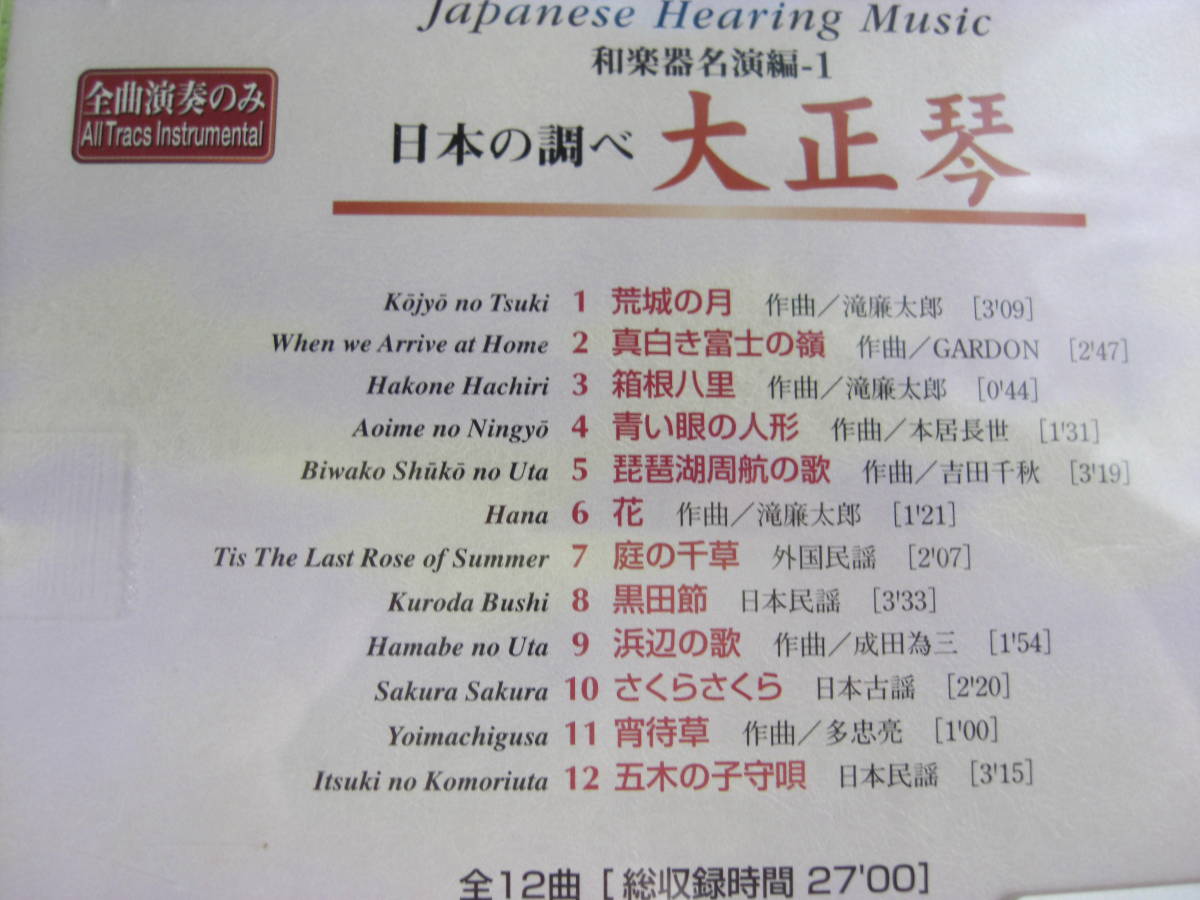 Japanese Hearing Music
和楽器名演編-1
全曲演奏のみ
All Tracs Instrumental
日本の調べ 大正琴
Kōjyō no Tsuki 1 荒城の月 作曲／滝廉太郎 [3'09]
When we Arrive at Home 2 真白き富士の嶺 作曲／GARDON [2'47]
Hakone Hachiri 3 箱根八里 作曲／滝廉太郎 [0'44]
Aoime no Ningyō 4 青い眼の人形 作曲／本居長世 [1'31]
Biwako Shūkō no Uta 5 琵琶湖周航の歌 作曲／吉田千秋 [3'19]
Hana 6 花 作曲／滝廉太郎 [1'21]
Tis The Last Rose of Summer 7 庭の千草 外国民謡 [2'07]
Kuroda Bushi 8 黒田節 日本民謡 [3'33]
Hamabe no Uta 9 浜辺の歌 作曲／成田為三 [1'54]
Sakura Sakura 10 さくらさくら 日本古謡 [2'20]
Yoimachigusa 11 宵待草 作曲／多忠亮 [1'00]
Itsuki no Komoriuta 12 五木の子守唄 日本民謡 [3'15]
全12曲 [総収録時間 27'00]